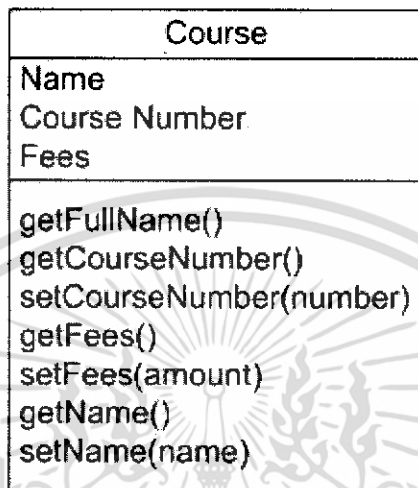 Course
Name
Course Number
Fees
getFullName()
getCourseNumber()
setCourseNumber(number)
getFees()
setFees(amount)
getName()
setName(name)